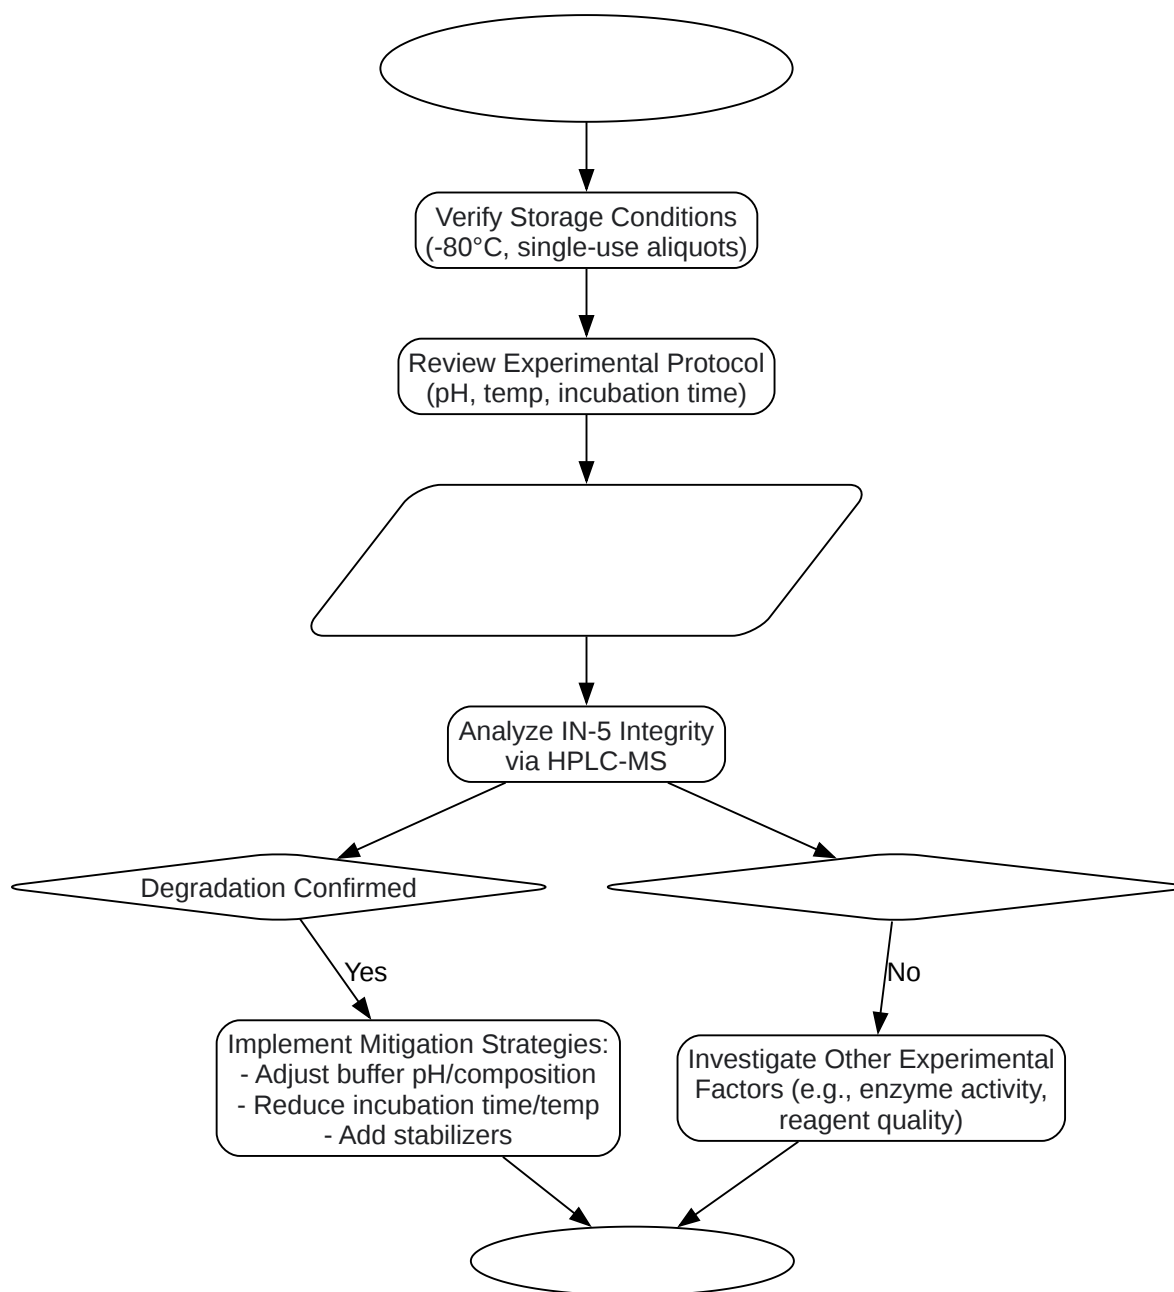 Verify Storage Conditions
(-80°C, single-use aliquots)
Review Experimental Protocol
(pH, temp, incubation time)
Analyze IN-5 Integrity
via HPLC-MS
Degradation Confirmed
Yes
No
Implement Mitigation Strategies:
- Adjust buffer pH/composition
- Reduce incubation time/temp
- Add stabilizers
Investigate Other Experimental
Factors (e.g., enzyme activity,
reagent quality)